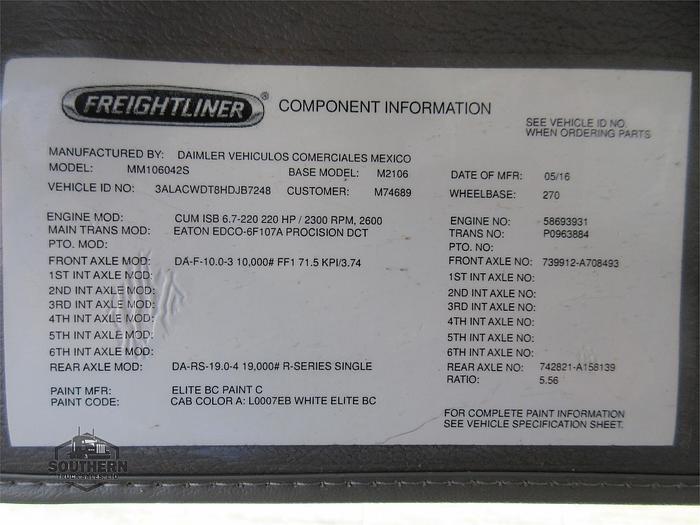 FREIGHTLINER ® COMPONENT INFORMATION
SEE VEHICLE ID NO.
WHEN ORDERING PARTS
MANUFACTURED BY: DAIMLER VEHICULOS COMERCIALES MEXICO
MODEL: MM106042S BASE MODEL: M2106 DATE OF MFR: 05/16
VEHICLE ID NO: 3ALACWDT8HDJB7248 CUSTOMER: M74689 WHEELBASE: 270
ENGINE MOD: CUM ISB 6.7-220 220 HP / 2300 RPM, 2600 ENGINE NO: 58693931
MAIN TRANS MOD: EATON EDCO-6F107A PROCISION DCT TRANS NO: P0963884
PTO. MOD: PTO. NO:
FRONT AXLE MOD: DA-F-10.0-3 10,000# FF1 71.5 KPI/3.74 FRONT AXLE NO: 739912-A708493
1ST INT AXLE MOD: 1ST INT AXLE NO:
2ND INT AXLE MOD: 2ND INT AXLE NO:
3RD INT AXLE MOD: 3RD INT AXLE NO:
4TH INT AXLE MOD: 4TH INT AXLE NO:
5TH INT AXLE MOD: 5TH INT AXLE NO:
6TH INT AXLE MOD: 6TH INT AXLE NO:
REAR AXLE MOD: DA-RS-19.0-4 19,000# R-SERIES SINGLE REAR AXLE NO: 742821-A158139
RATIO: 5.56
PAINT MFR: ELITE BC PAINT C
PAINT CODE: CAB COLOR A: L0007EB WHITE ELITE BC
FOR COMPLETE PAINT INFORMATION
SEE VEHICLE SPECIFICATION SHEET.
SOUTHERN
TRUCK SALES LTD